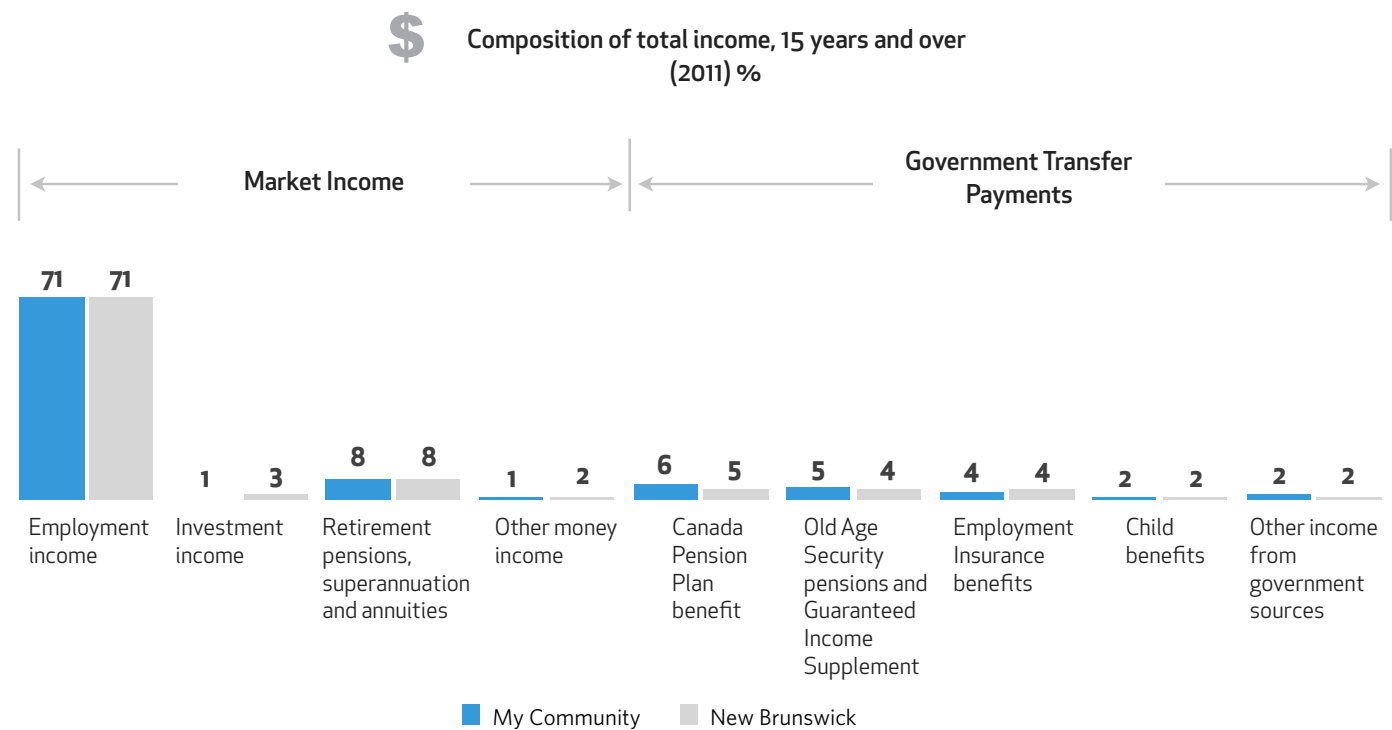 $
Composition of total income, 15 years and over
(2011) %
Market Income
Government Transfer
Payments
71 71
1 3
8 8
1 2
6 5
5 4
4 4
2 2
2 2
Employment
income
Investment
income
Retirement
pensions,
superannuation
and annuities
Other money
income
Canada
Pension
Plan
benefit
Old Age
Security
pensions and
Guaranteed
Income
Supplement
Employment
Insurance
benefits
Child
benefits
Other income
from
government
sources
My Community
New Brunswick